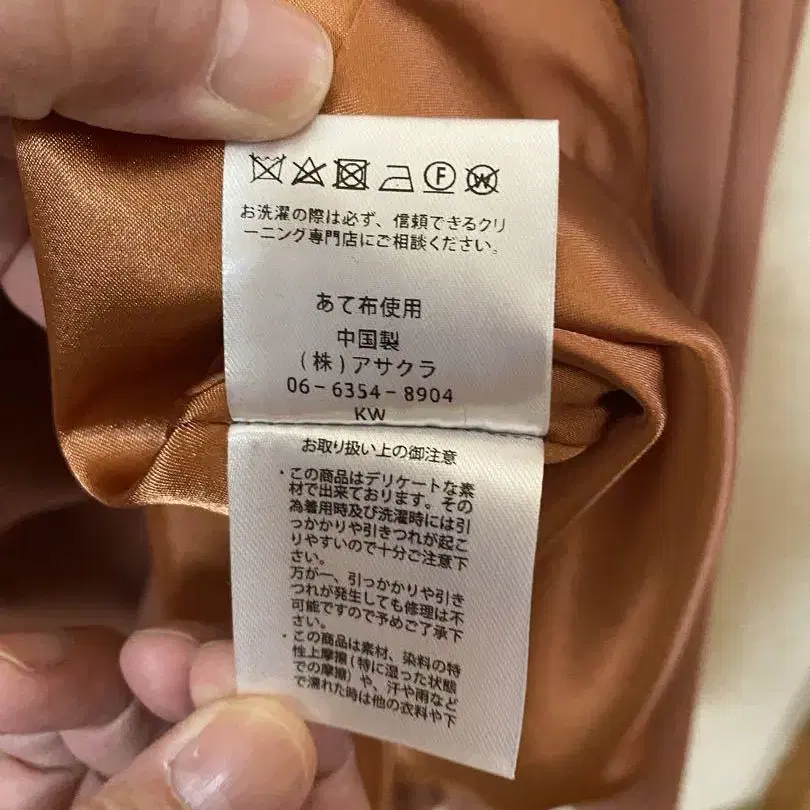 F W
お洗濯の際は必ず、信頼できるクリ
ーニング専門店にご相談ください。
あて布使用
中国製
(株)アサクラ
06-6354-8904
KW
お取り扱い上の御注意
・この商品はデリケートな素
材で出来ております。その
為着用時及び洗濯時には引
っかかりや引きつれが起こ
りやすいので十分ご注意下
さい。
万が一、引っかかりや引き
つれが発生しても修理は不
可能ですので予めご了承下
さい。
・この商品は素材、染料の特
性上摩擦(特に湿った状態
での摩擦)や、汗や雨など
で濡れた時は他の衣料や下